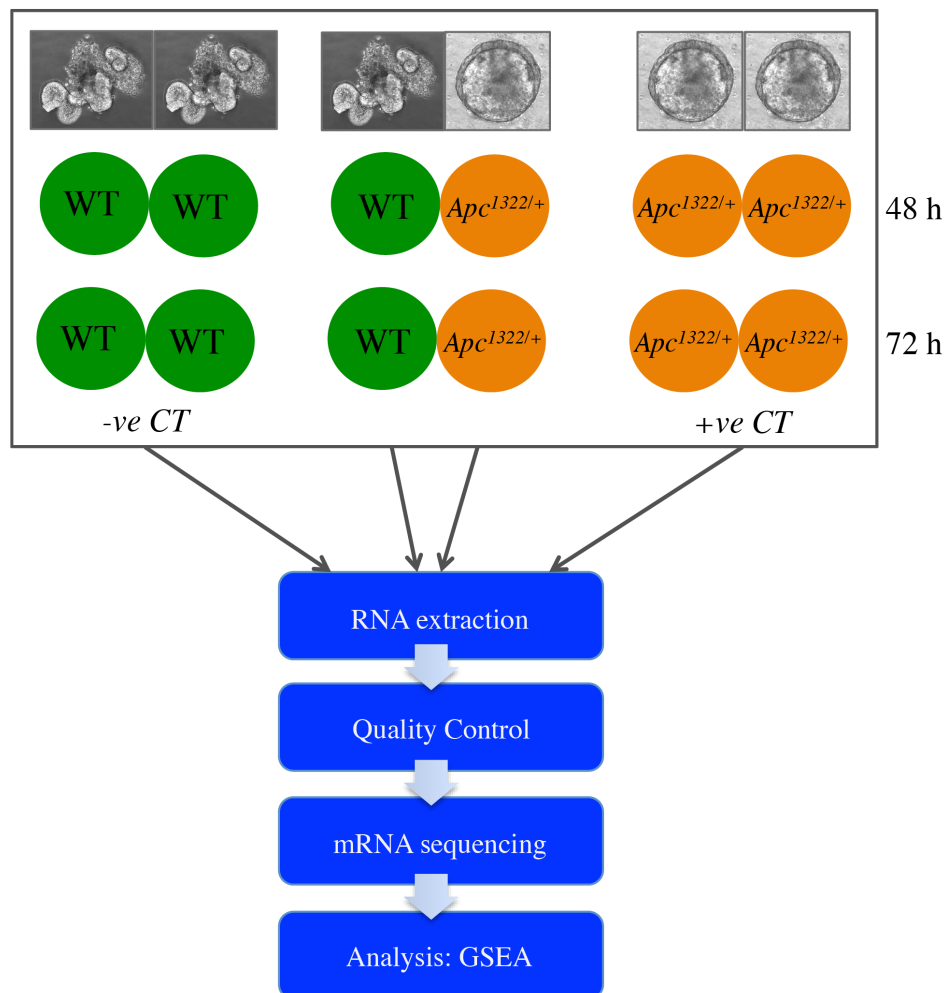 WT WT WT Apc1322/+ Apc1322/+ Apc1322/+ 48 h
WT WT WT Apc1322/+ Apc1322/+ Apc1322/+ 72 h
-ve CT +ve CT
RNA extraction
Quality Control
mRNA sequencing
Analysis: GSEA